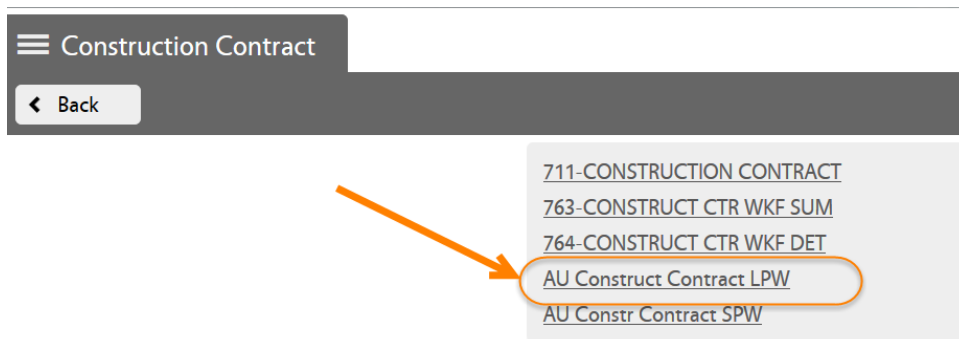 Construction Contract
Back
711-CONSTRUCTION CONTRACT
763-CONSTRUCT CTR WKF SUM
764-CONSTRUCT CTR WKF DET
AU Construct Contract LPW
AU Constr Contract SPW